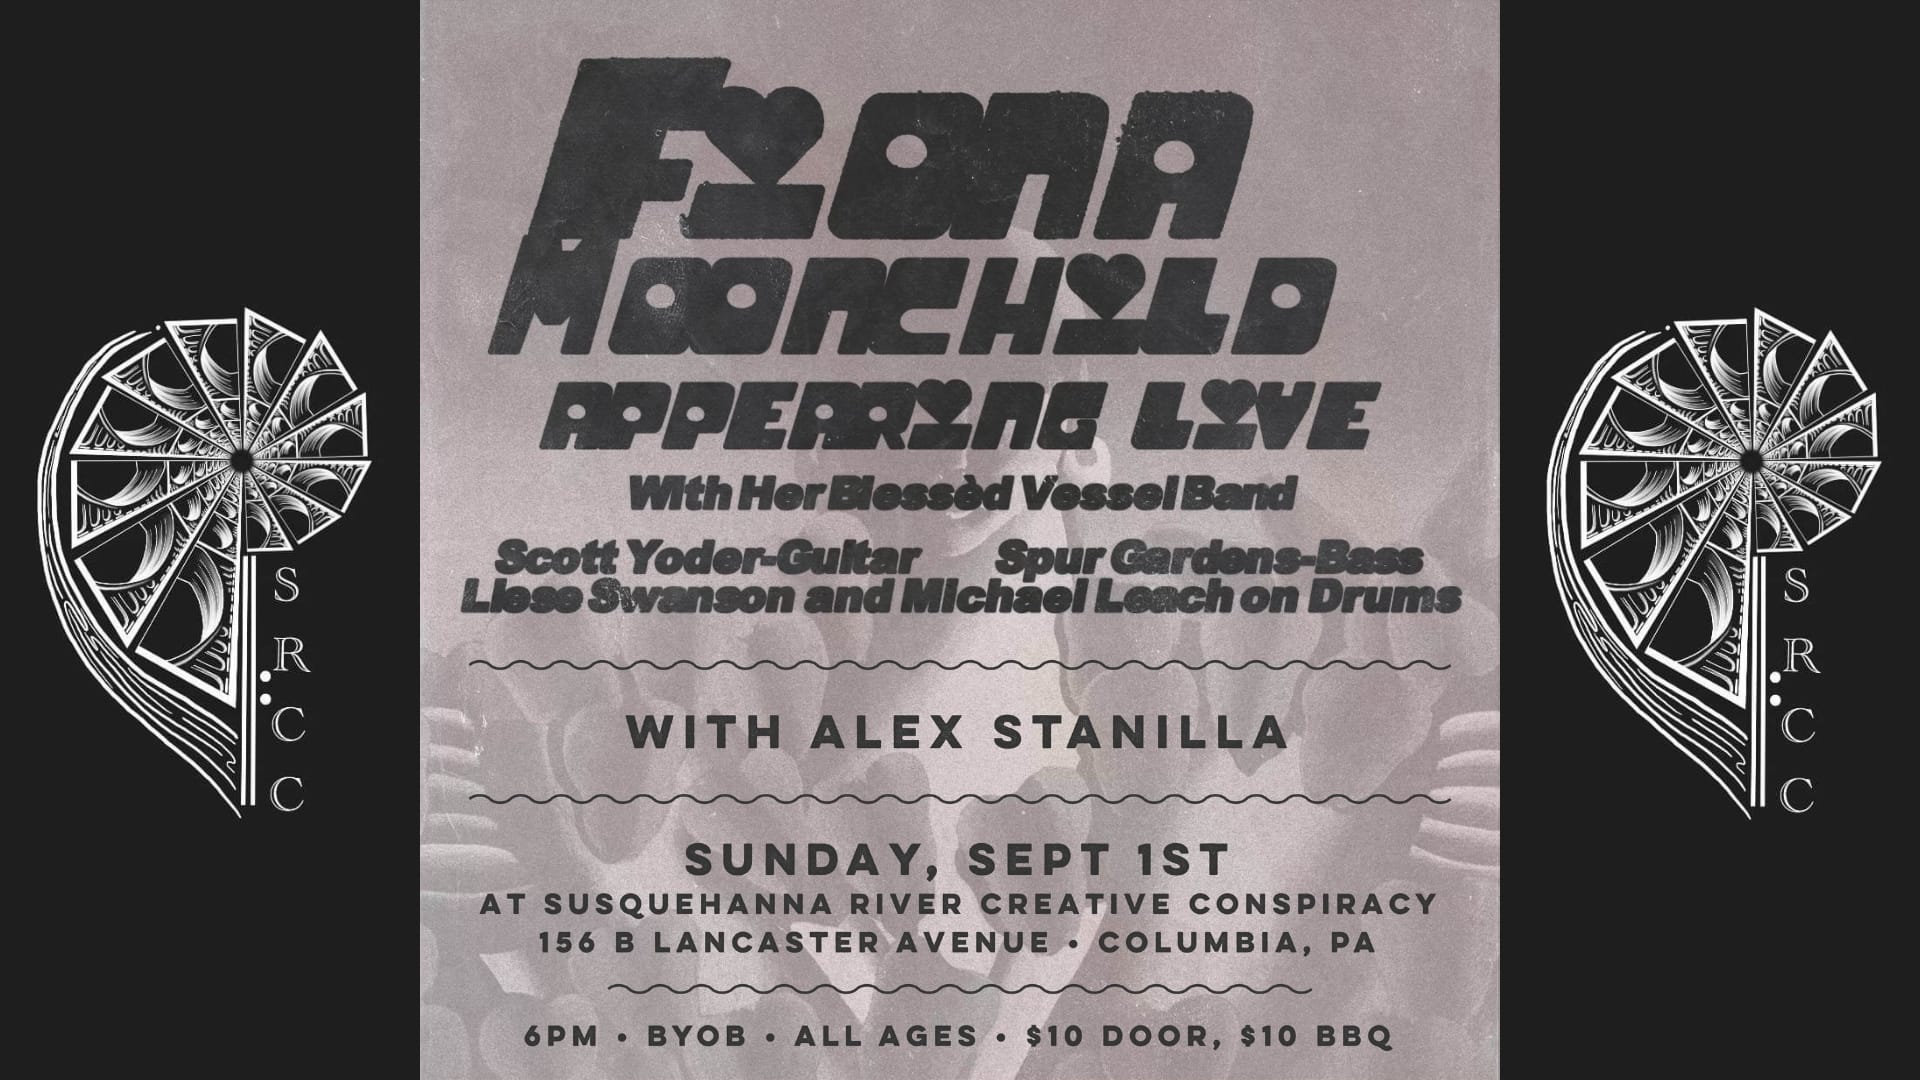 FIONA
MOONCHILD
APPEARING LIVE
With Her Blessèd Vessel Band
Scott Yoder-Guitar Spur Gardens-Bass
Liese Swanson and Michael Leach on Drums
WITH ALEX STANILLA
SUNDAY, SEPT 1ST
AT SUSQUEHANNA RIVER CREATIVE CONSPIRACY
156 B LANCASTER AVENUE • COLUMBIA, PA
6PM • BYOB • ALL AGES • $10 DOOR, $10 BBQ
S
R
C
C
S
R
C
C